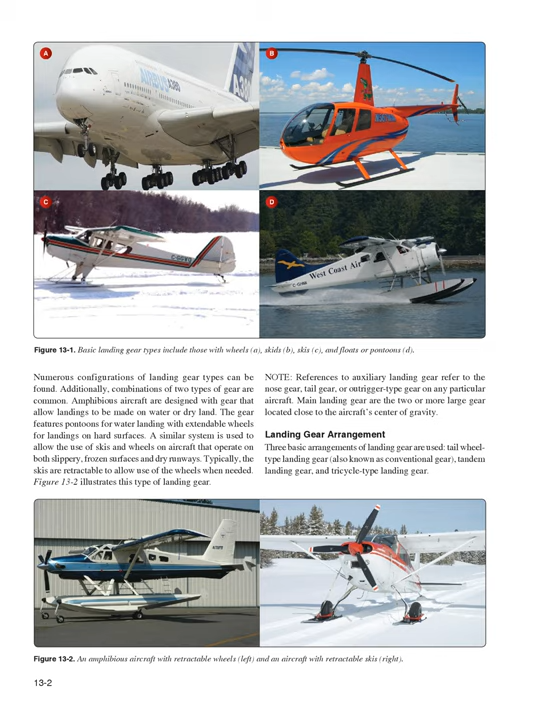 A
B
AIRBUS A380
A380
C
D
West Coast Air
Figure 13-1. Basic landing gear types include those with wheels (a), skids (b), skis (c), and floats or pontoons (d).
Numerous configurations of landing gear types can be
found. Additionally, combinations of two types of gear are
common. Amphibious aircraft are designed with gear that
allow landings to be made on water or dry land. The gear
features pontoons for water landing with extendable wheels
for landings on hard surfaces. A similar system is used to
allow the use of skis and wheels on aircraft that operate on
both slippery, frozen surfaces and dry runways. Typically, the
skis are retractable to allow use of the wheels when needed.
Figure 13-2 illustrates this type of landing gear.
NOTE: References to auxiliary landing gear refer to the
nose gear, tail gear, or outrigger-type gear on any particular
aircraft. Main landing gear are the two or more large gear
located close to the aircraft's center of gravity.
Landing Gear Arrangement
Three basic arrangements of landing gear are used: tail wheel-
type landing gear (also known as conventional gear), tandem
landing gear, and tricycle-type landing gear.
Figure 13-2. An amphibious aircraft with retractable wheels (left) and an aircraft with retractable skis (right).
13-2